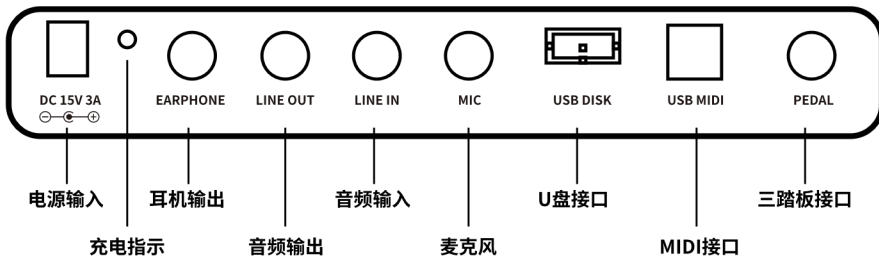 DC 15V 3A
EARPHONE
LINE OUT
LINE IN
MIC
USB DISK
USB MIDI
PEDAL
电源输入
耳机输出
音频输入
U盘接口
三踏板接口
充电指示
音频输出
麦克风
MIDI接口